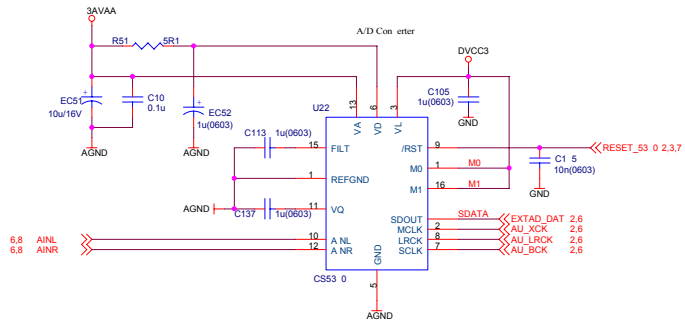 3AVAA
A/D Con erter
R51 5R1
DVCC3
EC51
10u/16V
C10
0.1u
EC52
1u(0603)
C105
1u(0603)
U22
13
6
3
VA
VD
VL
GND
AGND
AGND
C113 1u(0603)
15
FILT
/RST
9
RESET_53 0 2,3,7
1
REFGND
M0
1
M0
C1 5
10n(0603)
M1
16
M1
GND
AGND
C137
1u(0603)
11
VQ
SDOUT
SDATA
EXTAD_DAT 2,6
MCLK
2
AU_XCK 2,6
6,8 AINL
10
A NL
LRCK
8
AU_LRCK 2,6
6,8 AINR
12
A NR
SCLK
7
AU_BCK 2,6
GND
CS53 0
5
AGND